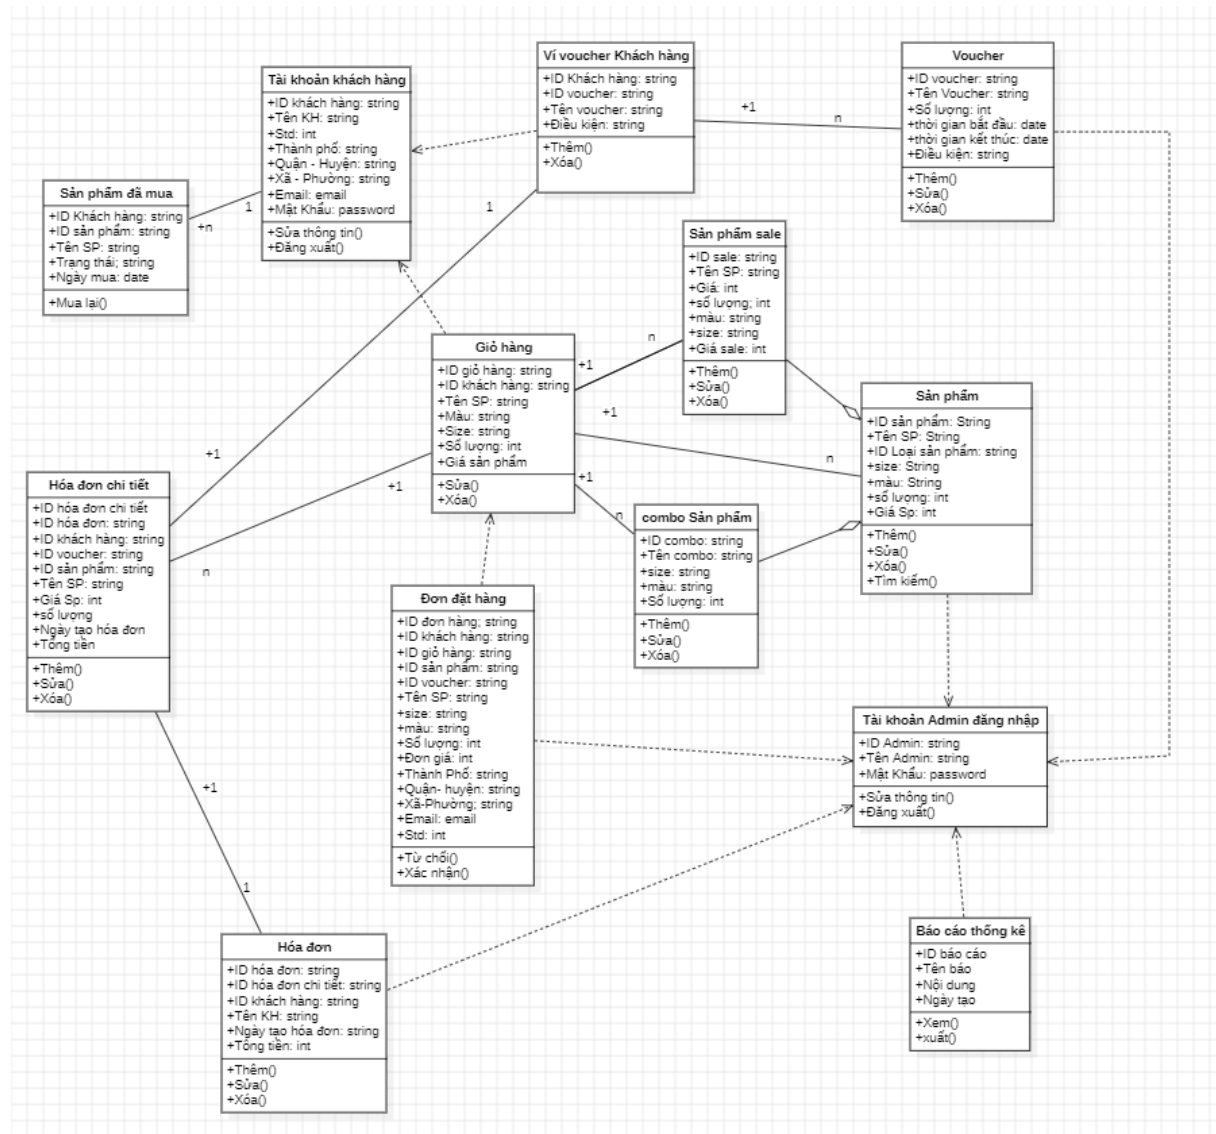 Tài khoản khách hàng
+ID khách hàng: string
+Tên KH: string
+Std: int
+Thành phố: string
+Quận - Huyện: string
+Xã - Phường: string
+Email: email
+Mật Khẩu: password
+Sửa thông tin()
+Đăng xuất()
Ví voucher Khách hàng
+ID Khách hàng: string
+ID voucher: string
+Tên voucher: string
+Điều kiện: string
+Thêm()
+Xóa()
+1
n
Voucher
+ID voucher: string
+Tên Voucher: string
+Số lượng: int
+thời gian bắt đầu: date
+thời gian kết thúc: date
+Điều kiện: string
+Thêm()
+Sửa()
+Xóa()
Sản phẩm đã mua
+ID Khách hàng: string
+ID sản phẩm: string
+Tên SP: string
+Trạng thái; string
+Ngày mua: date
+Mua lại()
1
+n
1
+1
Sản phẩm sale
+ID sale: string
+Tên SP: string
+Giá: int
+số lượng; int
+màu: string
+size: string
+Giá sale: int
+Thêm()
+Sửa()
+Xóa()
Giỏ hàng
+ID giỏ hàng: string
+ID khách hàng: string
+Tên SP: string
+Màu: string
+Size: string
+Số lượng: int
+Giá sản phẩm
+Sửa()
+Xóa()
n
+1
+1
n
+1
n
+1
n
Sản phẩm
+ID sản phẩm: String
+Tên SP: String
+ID Loại sản phẩm: string
+size: String
+màu: String
+số lượng: int
+Giá Sp: int
+Thêm()
+Sửa()
+Xóa()
+Tìm kiếm()
Hóa đơn chi tiết
+ID hóa đơn chi tiết
+ID hóa đơn: string
+ID khách hàng: string
+ID voucher: string
+ID sản phẩm: string
+Tên SP: string
+Giá Sp: int
+số lượng
+Ngày tạo hóa đơn
+Tổng tiền
+Thêm()
+Sửa()
+Xóa()
combo Sản phẩm
+ID combo: string
+Tên combo: string
+size: string
+màu: string
+Số lượng: int
+Thêm()
+Sửa()
+Xóa()
Đơn đặt hàng
+ID đơn hàng; string
+ID khách hàng: string
+ID giỏ hàng: string
+ID sản phẩm: string
+ID voucher: string
+Tên SP: string
+size: string
+màu: string
+Số lượng: int
+Đơn giá: int
+Thành Phố: string
+Quận- huyện: string
+Xã-Phường; string
+Email: email
+Std: int
+Từ chối()
+Xác nhận()
Tài khoản Admin đăng nhập
+ID Admin: string
+Tên Admin: string
+Mật Khẩu: password
+Sửa thông tin()
+Đăng xuất()
+1
1
Hóa đơn
+ID hóa đơn: string
+ID hóa đơn chi tiết: string
+ID khách hàng: string
+Tên KH: string
+Ngày tạo hóa đơn: string
+Tổng tiền: int
+Thêm()
+Sửa()
+Xóa()
Báo cáo thống kê
+ID báo cáo
+Tên báo
+Nội dung
+Ngày tạo
+Xem()
+xuất()